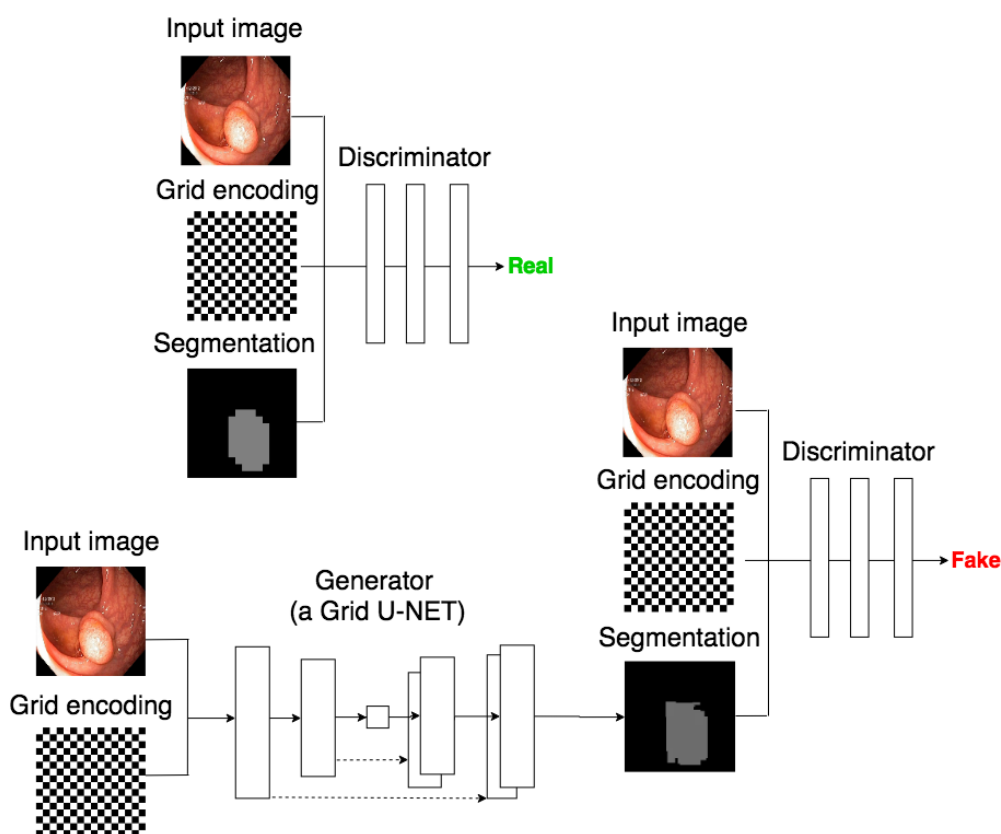 Input image
Grid encoding
Segmentation
Discriminator
Real
Input image
Grid encoding
Generator
(a Grid U-NET)
Input image
Grid encoding
Segmentation
Discriminator
Fake